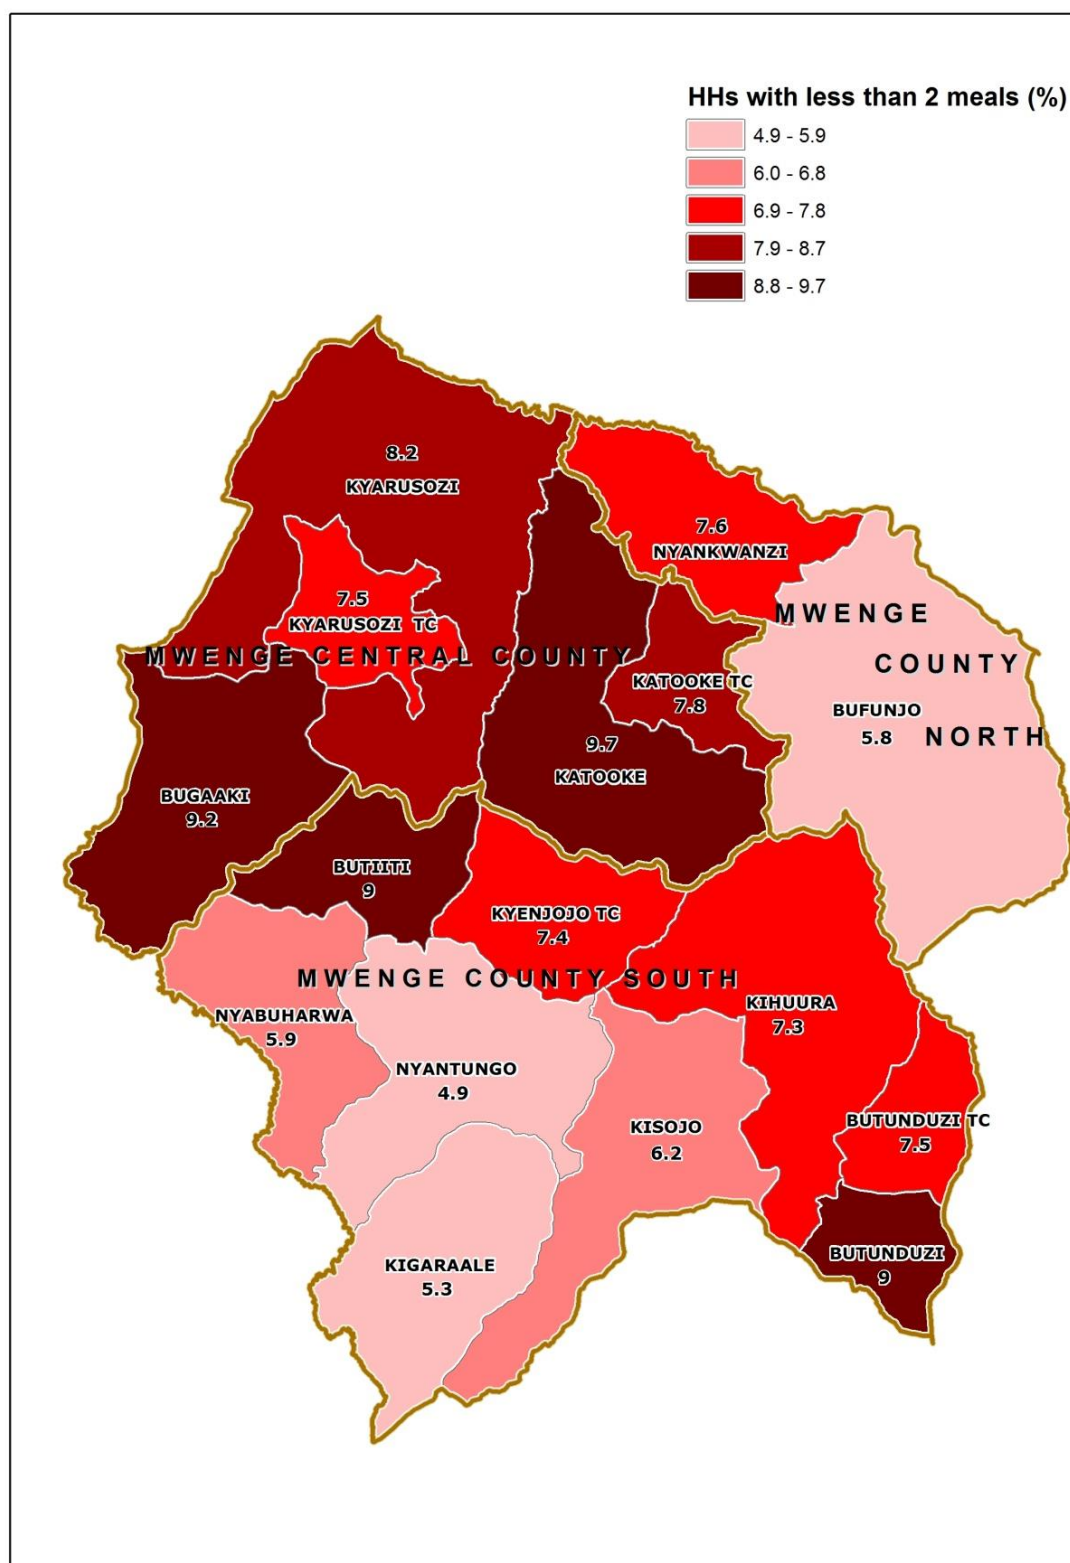 HHs with less than 2 meals (%)
4.9 - 5.9
6.0 - 6.8
6.9 - 7.8
7.9 - 8.7
8.8 - 9.7
8.2
KYARUSOZI
7.6
NYANKWANZI
7.5
KYARUSOZI TC
MWENGE
COUNTY
NORTH
MWENGE CENTRAL COUNTY
KATOOKE TC
7.8
BUFUNJO
5.8
9.7
KATOOKE
BUGAAKI
9.2
BUTIITI
9
KYENJOJO TC
7.4
MWENGE COUNTY SOUTH
KIHUURA
7.3
NYABUHARWA
5.9
NYANTUNGO
4.9
KISOJO
6.2
BUTUNDUZI TC
7.5
KIGARAALE
5.3
BUTUNDUZI
9